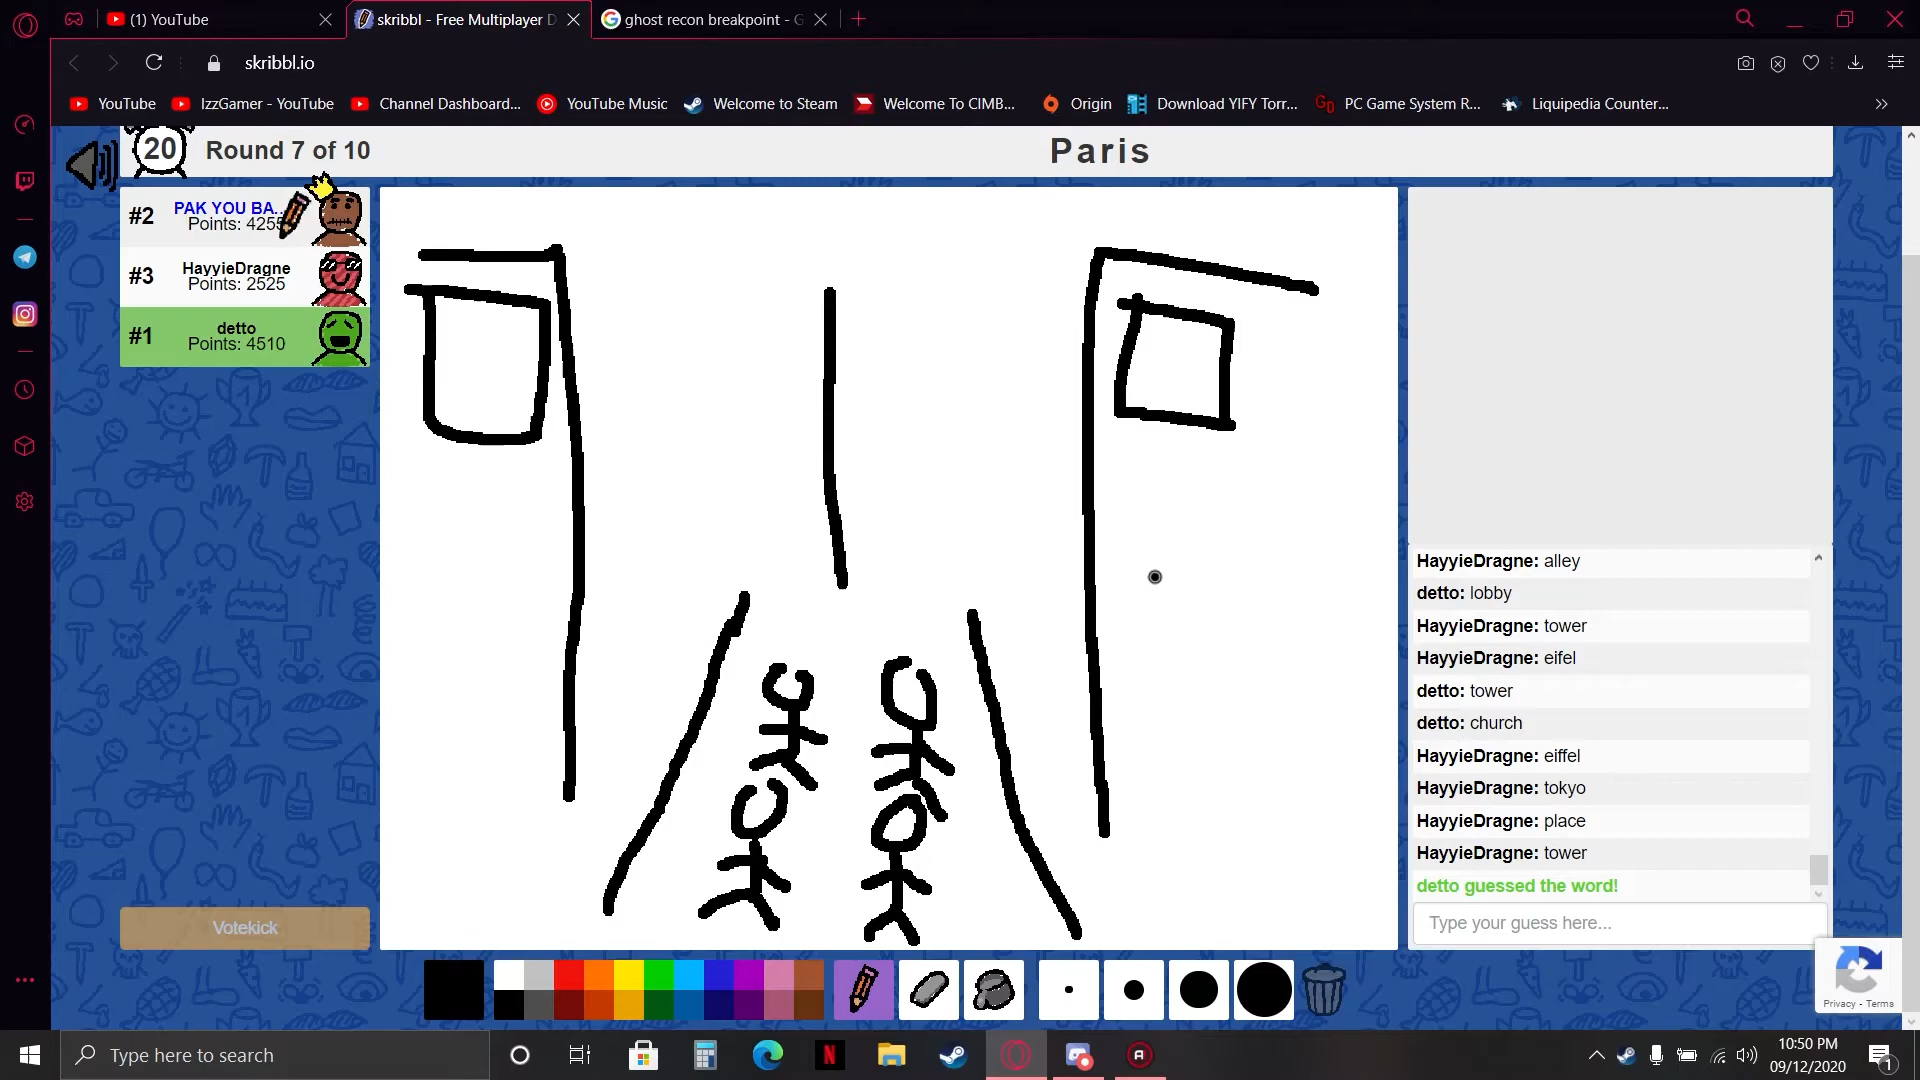 (1) YouTube
skribbl - Free Multiplayer D
ghost recon breakpoint - G
skribbl.io
YouTube
IzzGamer - YouTube
Channel Dashboard...
YouTube Music
Welcome to Steam
Welcome To CIMB...
Origin
Download YIFY Torr...
GD PC Game System R...
Liquipedia Counter...
20
Round 7 of 10
Paris
#2
PAK YOU BA...
Points: 4255
#3
HayyieDragne
Points: 2525
#1
detto
Points: 4510
Votekick
HayyieDragne: alley
detto: lobby
HayyieDragne: tower
HayyieDragne: eifel
detto: tower
detto: church
HayyieDragne: eiffel
HayyieDragne: tokyo
HayyieDragne: place
HayyieDragne: tower
detto guessed the word!
Type your guess here...
Privacy - Terms
Type here to search
N
A
10:50 PM
09/12/2020
1